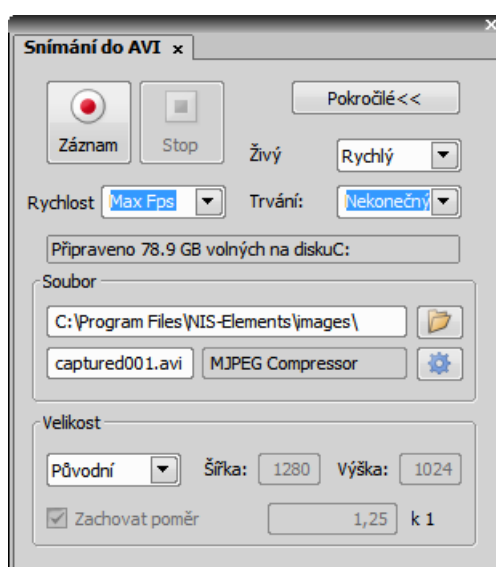 Snímání do AVI x
Pokročilé<<
Záznam
Stop
Živý
Rychlý
Rychlost
Max Fps
Trvání:
Nekonečný
Připraveno 78.9 GB volných na diskuC:
Soubor
C:\Program Files\NIS-Elements\images\
captured001.avi
MJPEG Compressor
Velikost
Původní
Šířka:
1280
Výška:
1024
Zachovat poměr
1,25
k 1